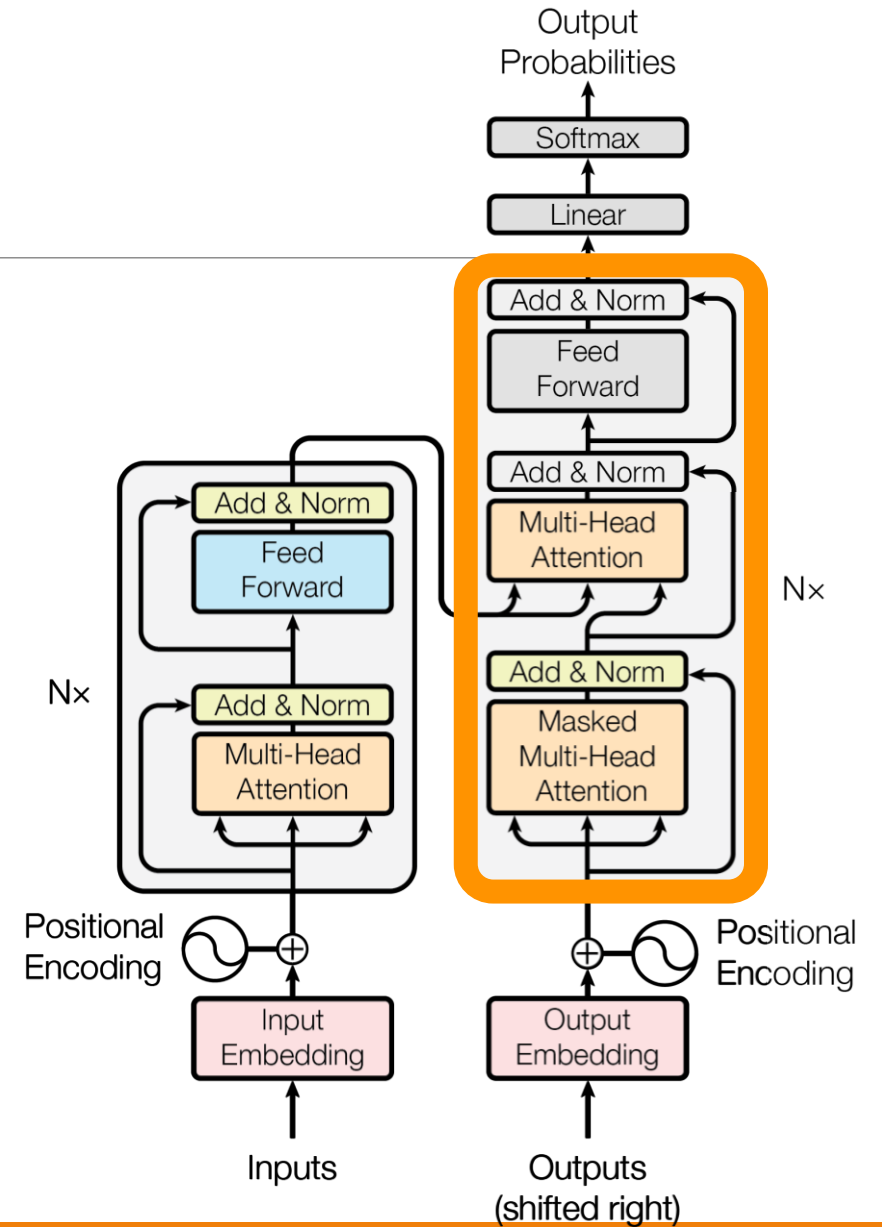 Output
Probabilities
Softmax
Linear
Add & Norm
Feed
Forward
Add & Norm
Multi-Head
Attention
Add & Norm
Masked
Multi-Head
Attention
Nx
Add & Norm
Feed
Forward
Add & Norm
Multi-Head
Attention
Nx
Positional
Encoding
Positional
Encoding
Input
Embedding
Output
Embedding
Inputs
Outputs
(shifted right)